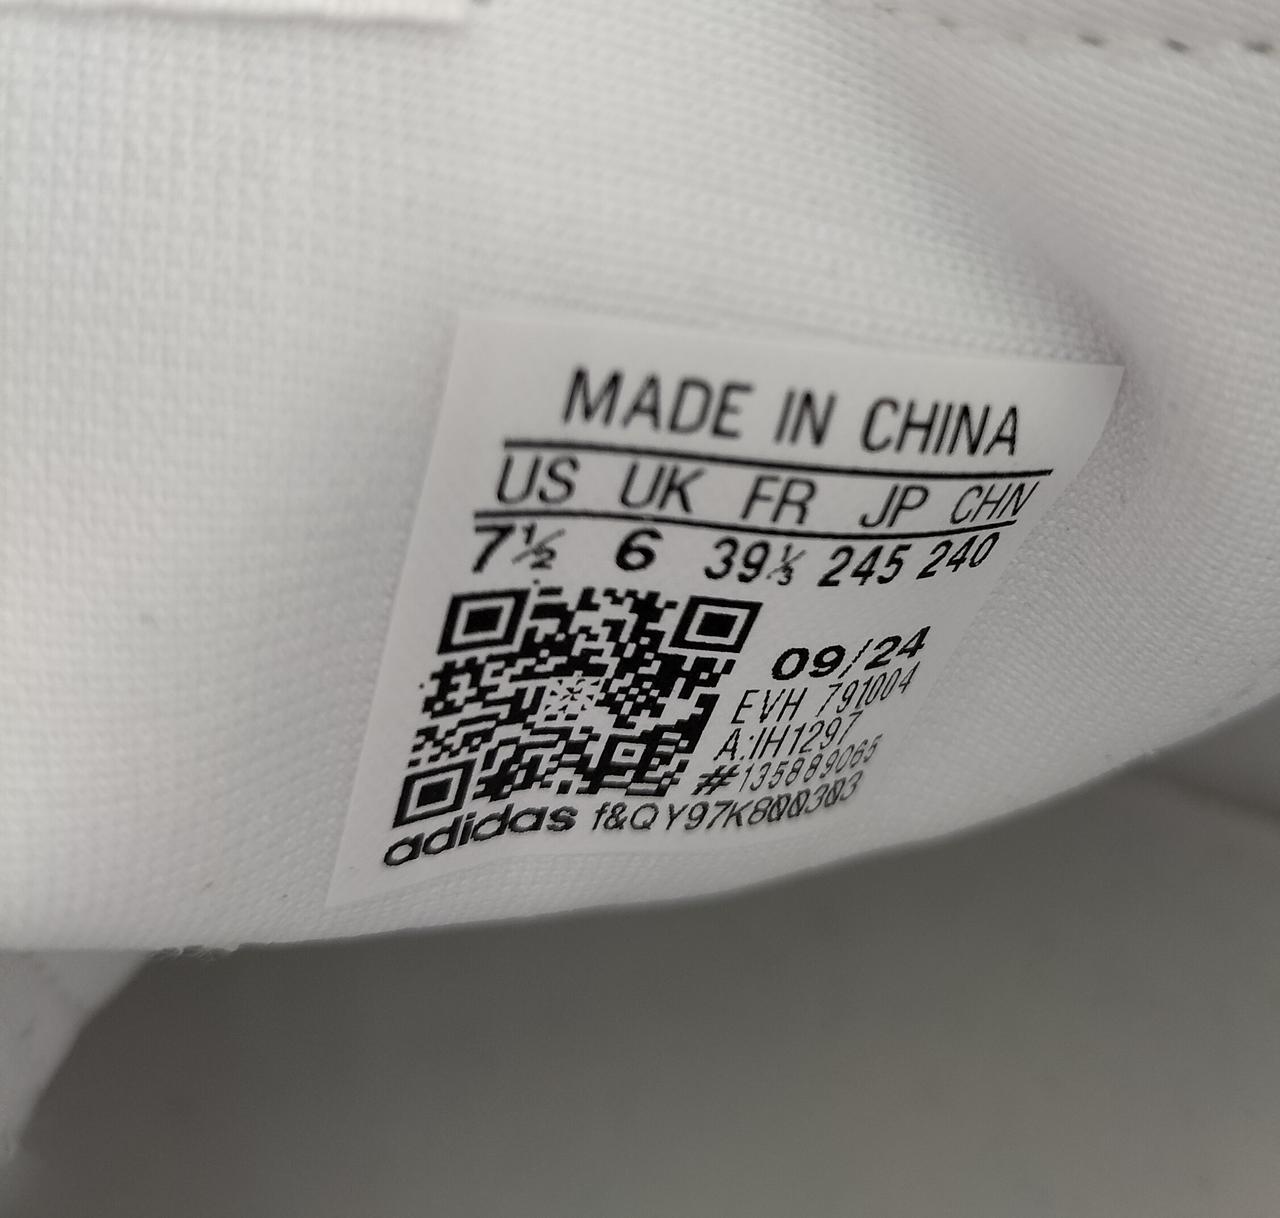 MADE IN CHINA
US UK FR JP CHN
7½ 6 39⅓ 245 240
09/24
EVH 791004
A:IH1297
#135889065
adidas f&QY97K800303